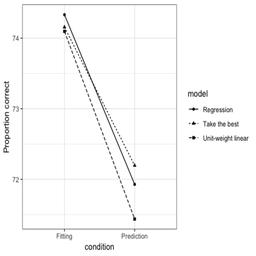 74
73
72
Proportion correct
Fitting
Prediction
condition
model
Regression
Take the best
Unit-weight linear